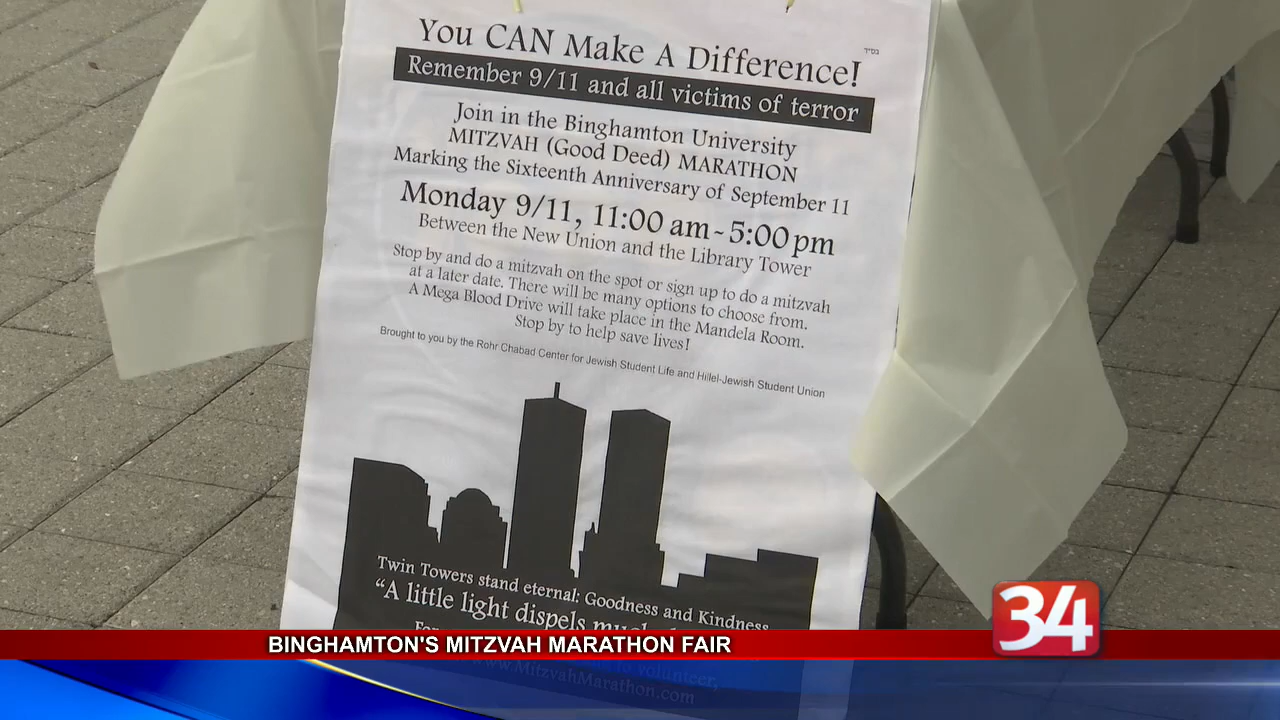 בס״ד
You CAN Make A Difference!
Remember 9/11 and all victims of terror
Join in the Binghamton University
MITZVAH (Good Deed) MARATHON
Marking the Sixteenth Anniversary of September 11
Monday 9/11, 11:00 am - 5:00 pm
Between the New Union and the Library Tower
Stop by and do a mitzvah on the spot or sign up to do a mitzvah
at a later date. There will be many options to choose from.
A Mega Blood Drive will take place in the Mandela Room.
Stop by to help save lives!
Brought to you by the Rohr Chabad Center for Jewish Student Life and Hillel-Jewish Student Union
Twin Towers stand eternal: Goodness and Kindness
"A little light dispels
to volunteer,
www.MitzvahMarathon.com
34
BINGHAMTON'S MITZVAH MARATHON FAIR